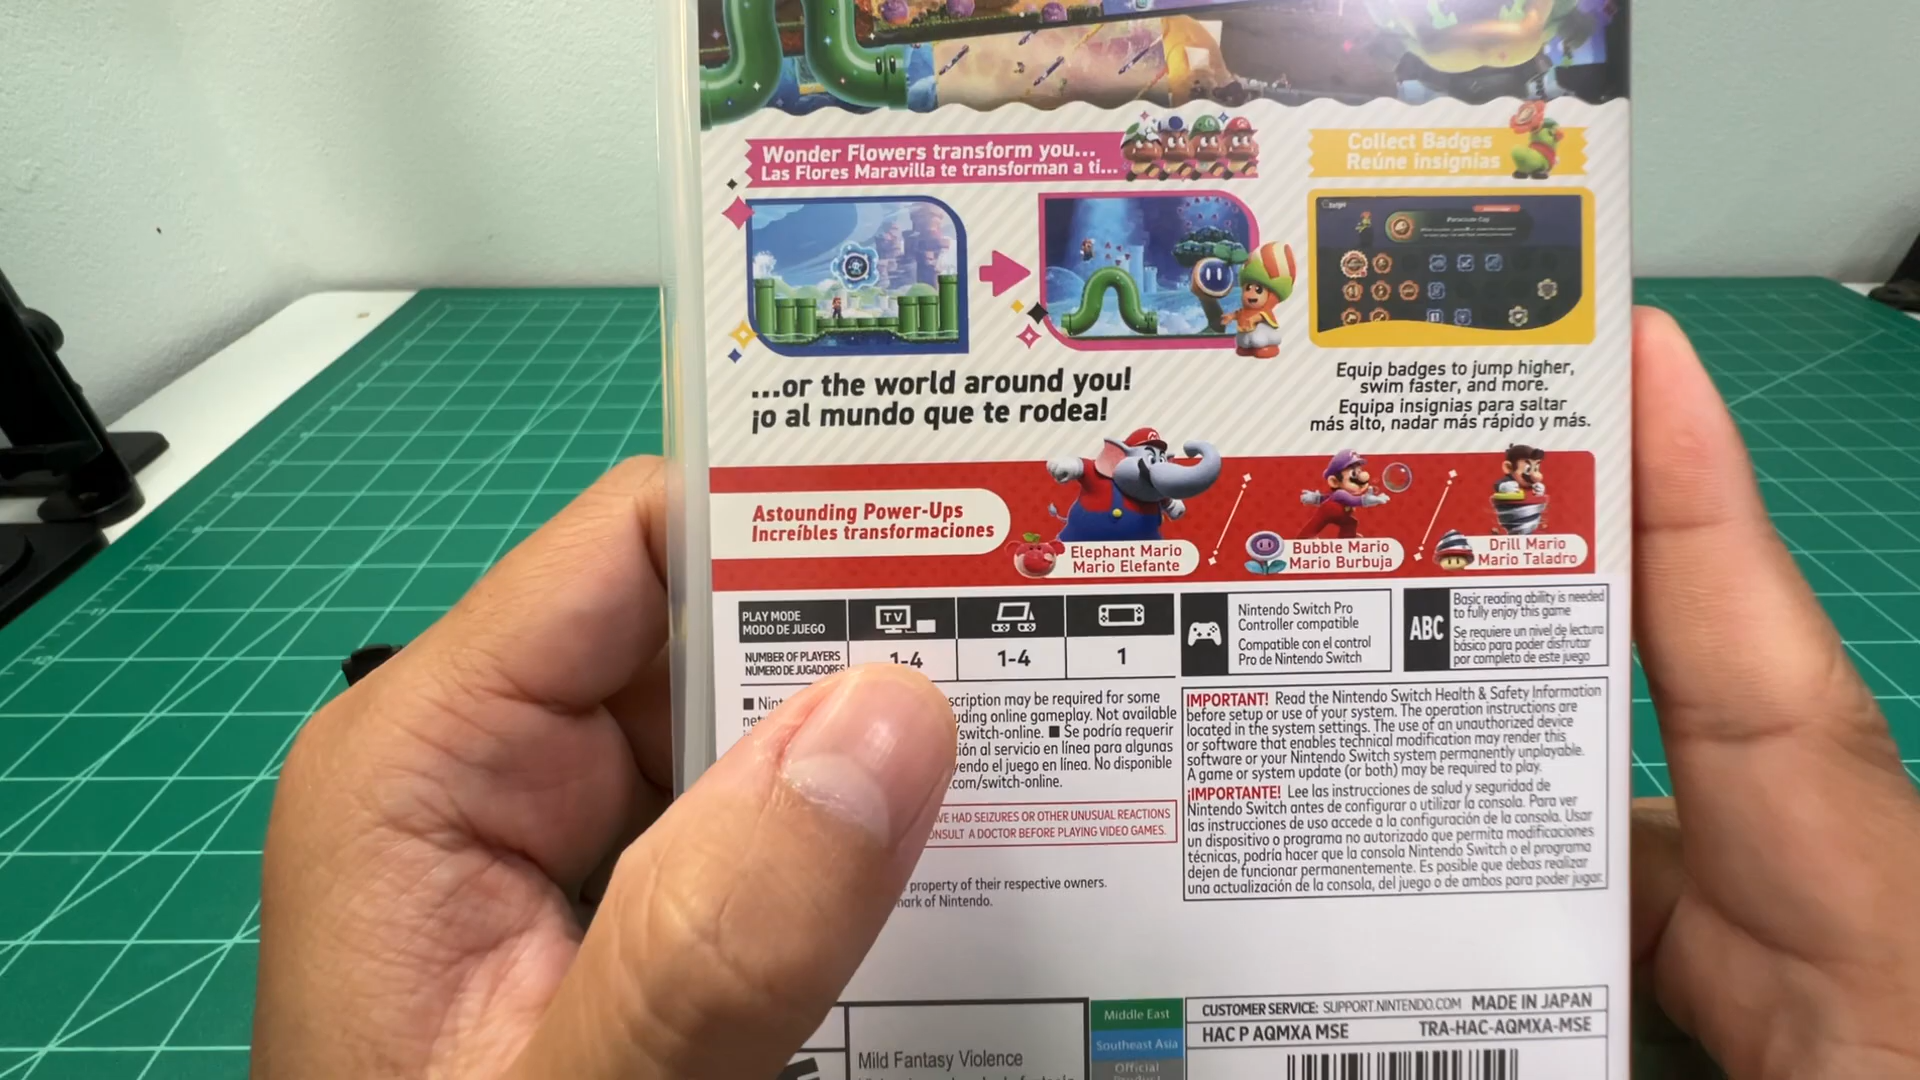 Wonder Flowers transform you...
Las Flores Maravilla te transforman a ti...
Collect Badges
Reúne insignias
Parachute Cap
...or the world around you!
¡o al mundo que te rodea!
Equip badges to jump higher,
swim faster, and more.
Equipa insignias para saltar
más alto, nadar más rápido y más.
Astounding Power-Ups
Increíbles transformaciones
Elephant Mario
Mario Elefante
Bubble Mario
Mario Burbuja
Drill Mario
Mario Taladro
PLAY MODE
MODO DE JUEGO
TV
NUMBER OF PLAYERS
NÚMERO DE JUGADORES
1-4
1-4
1
Nintendo Switch Pro
Controller compatible
Compatible con el control
Pro de Nintendo Switch
ABC
Basic reading ability is needed
to fully enjoy this game
Se requiere un nivel de lectura
básico para poder disfrutar
por completo de este juego
■ Nint
scription may be required for some
net
uding online gameplay. Not available
/switch-online. ■ Se podría requerir
ión al servicio en línea para algunas
yendo el juego en línea. No disponible
.com/switch-online.
VE HAD SEIZURES OR OTHER UNUSUAL REACTIONS
ONSULT A DOCTOR BEFORE PLAYING VIDEO GAMES.
property of their respective owners.
mark of Nintendo.
IMPORTANT! Read the Nintendo Switch Health & Safety Information
before setup or use of your system. The operation instructions are
located in the system settings. The use of an unauthorized device
or software that enables technical modification may render this
software or your Nintendo Switch system permanently unplayable.
A game or system update (or both) may be required to play.
¡IMPORTANTE! Lee las instrucciones de salud y seguridad de
Nintendo Switch antes de configurar o utilizar la consola. Para ver
las instrucciones de uso accede a la configuración de la consola. Usar
un dispositivo o programa no autorizado que permita modificaciones
técnicas, podría hacer que la consola Nintendo Switch o el programa
dejen de funcionar permanentemente. Es posible que debas realizar
una actualización de la consola, del juego o de ambos para poder jugar.
Mild Fantasy Violence
Middle East
Southeast Asia
Official
CUSTOMER SERVICE: SUPPORT.NINTENDO.COM MADE IN JAPAN
HAC P AQMXA MSE TRA-HAC-AQMXA-MSE